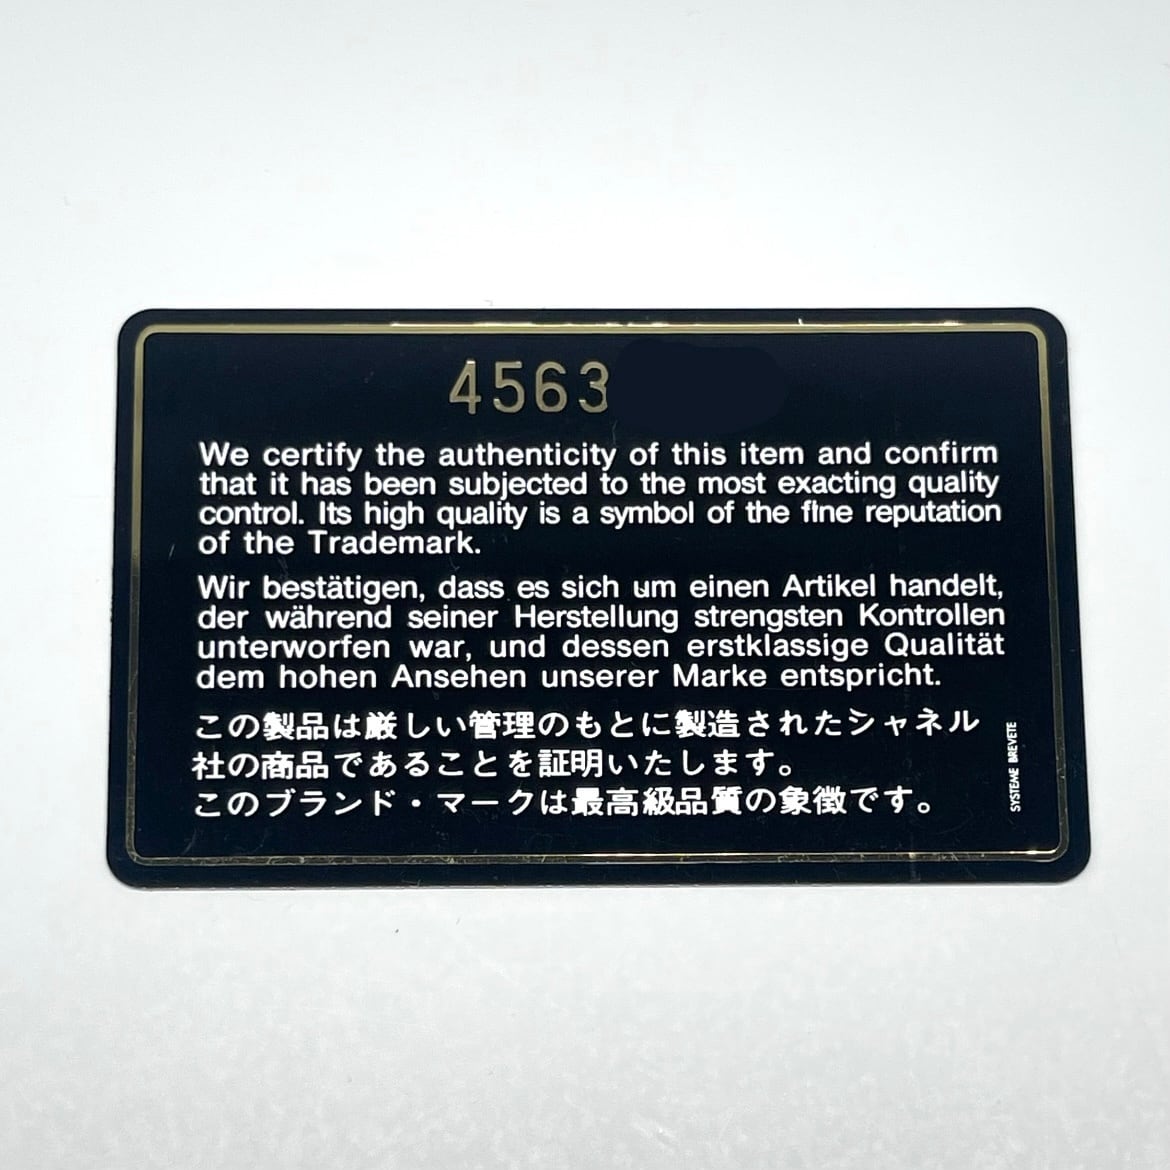 4563
We certify the authenticity of this item and confirm
that it has been subjected to the most exacting quality
control. Its high quality is a symbol of the fine reputation
of the Trademark.
Wir bestätigen, dass es sich um einen Artikel handelt,
der während seiner Herstellung strengsten Kontrollen
unterworfen war, und dessen erstklassige Qualität
dem hohen Ansehen unserer Marke entspricht.
この製品は厳しい管理のもとに製造されたシャネル
社の商品であることを証明いたします。
このブランド・マークは最高級品質の象徴です。
SYSTEME BREVETE